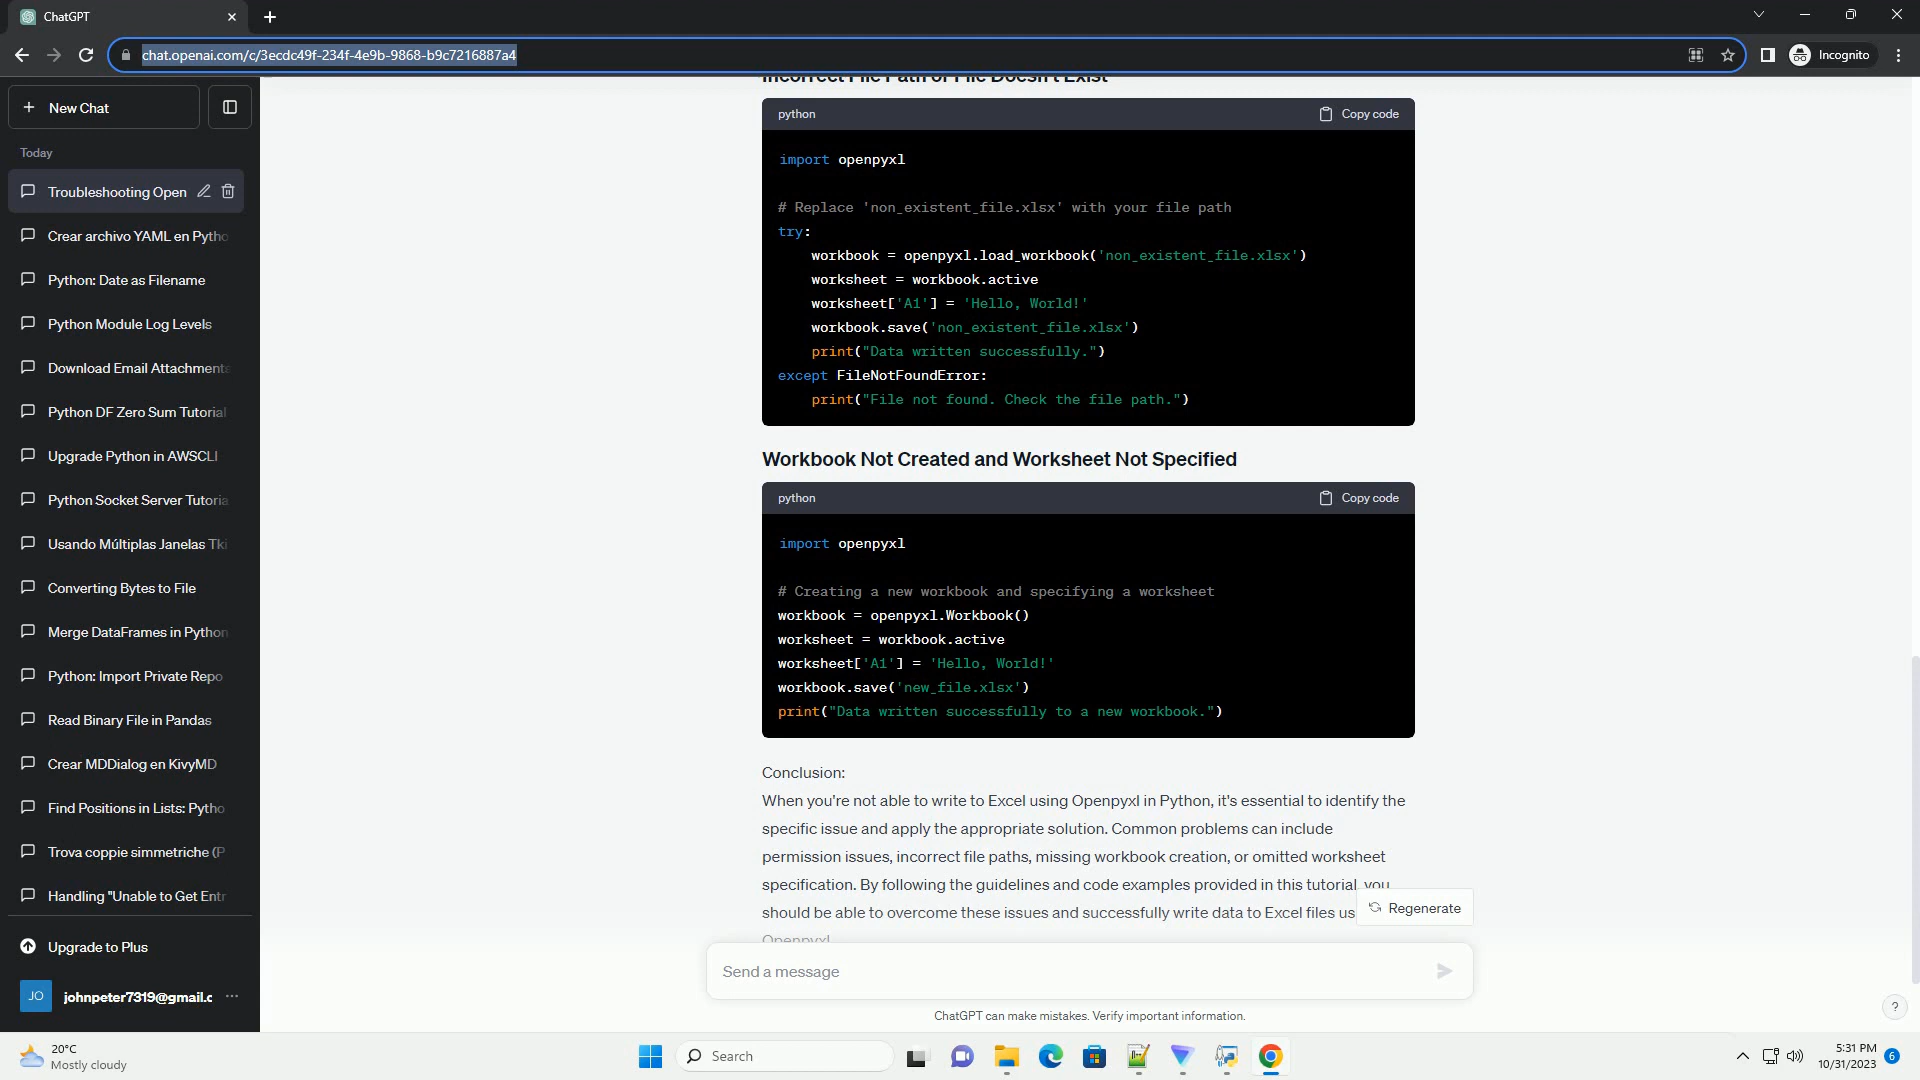 ChatGPT
chat.openai.com/c/3ecdc49f-234f-4e9b-9868-b9c7216887a4
Incognito
New Chat
Today
Troubleshooting Open
Crear archivo YAML en Pytho
Python: Date as Filename
Python Module Log Levels
Download Email Attachments
Python DF Zero Sum Tutorial
Upgrade Python in AWSCLI
Python Socket Server Tutoria
Usando Múltiplas Janelas Tki
Converting Bytes to File
Merge DataFrames in Python
Python: Import Private Repo
Read Binary File in Pandas
Crear MDDialog en KivyMD
Find Positions in Lists: Pytho
Trova coppie simmetriche (P
Handling "Unable to Get Entr
Upgrade to Plus
JO
johnpeter7319@gmail.c
Incorrect File Path or File Doesn't Exist
python
Copy code
import openpyxl
# Replace 'non_existent_file.xlsx' with your file path
try:
workbook = openpyxl.load_workbook('non_existent_file.xlsx')
worksheet = workbook.active
worksheet['A1'] = 'Hello, World!'
workbook.save('non_existent_file.xlsx')
print("Data written successfully.")
except FileNotFoundError:
print("File not found. Check the file path.")
Workbook Not Created and Worksheet Not Specified
python
Copy code
import openpyxl
# Creating a new workbook and specifying a worksheet
workbook = openpyxl.Workbook()
worksheet = workbook.active
worksheet['A1'] = 'Hello, World!'
workbook.save('new_file.xlsx')
print("Data written successfully to a new workbook.")
Conclusion:
When you're not able to write to Excel using Openpyxl in Python, it's essential to identify the
specific issue and apply the appropriate solution. Common problems can include
permission issues, incorrect file paths, missing workbook creation, or omitted worksheet
specification. By following the guidelines and code examples provided in this tutorial, you
should be able to overcome these issues and successfully write data to Excel files us
Openpyxl
Regenerate
Send a message
ChatGPT can make mistakes. Verify important information.
?
20°C
Mostly cloudy
Search
5:31 PM
10/31/2023
6